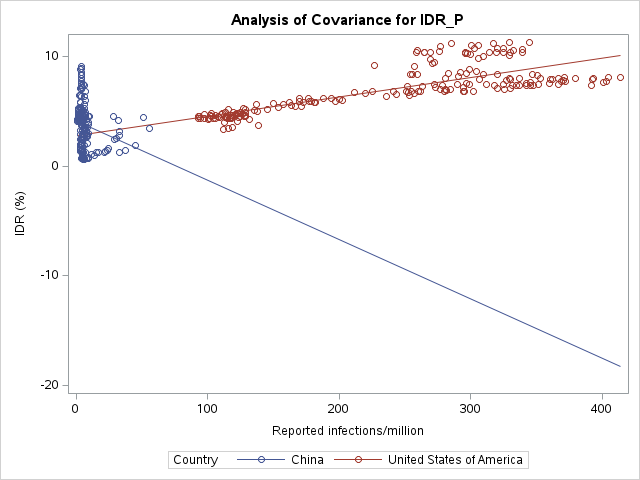 Analysis of Covariance for IDR_P
10
0
-10
-20
IDR (%)
0 100 200 300 400
Reported infections/million
Country China United States of America